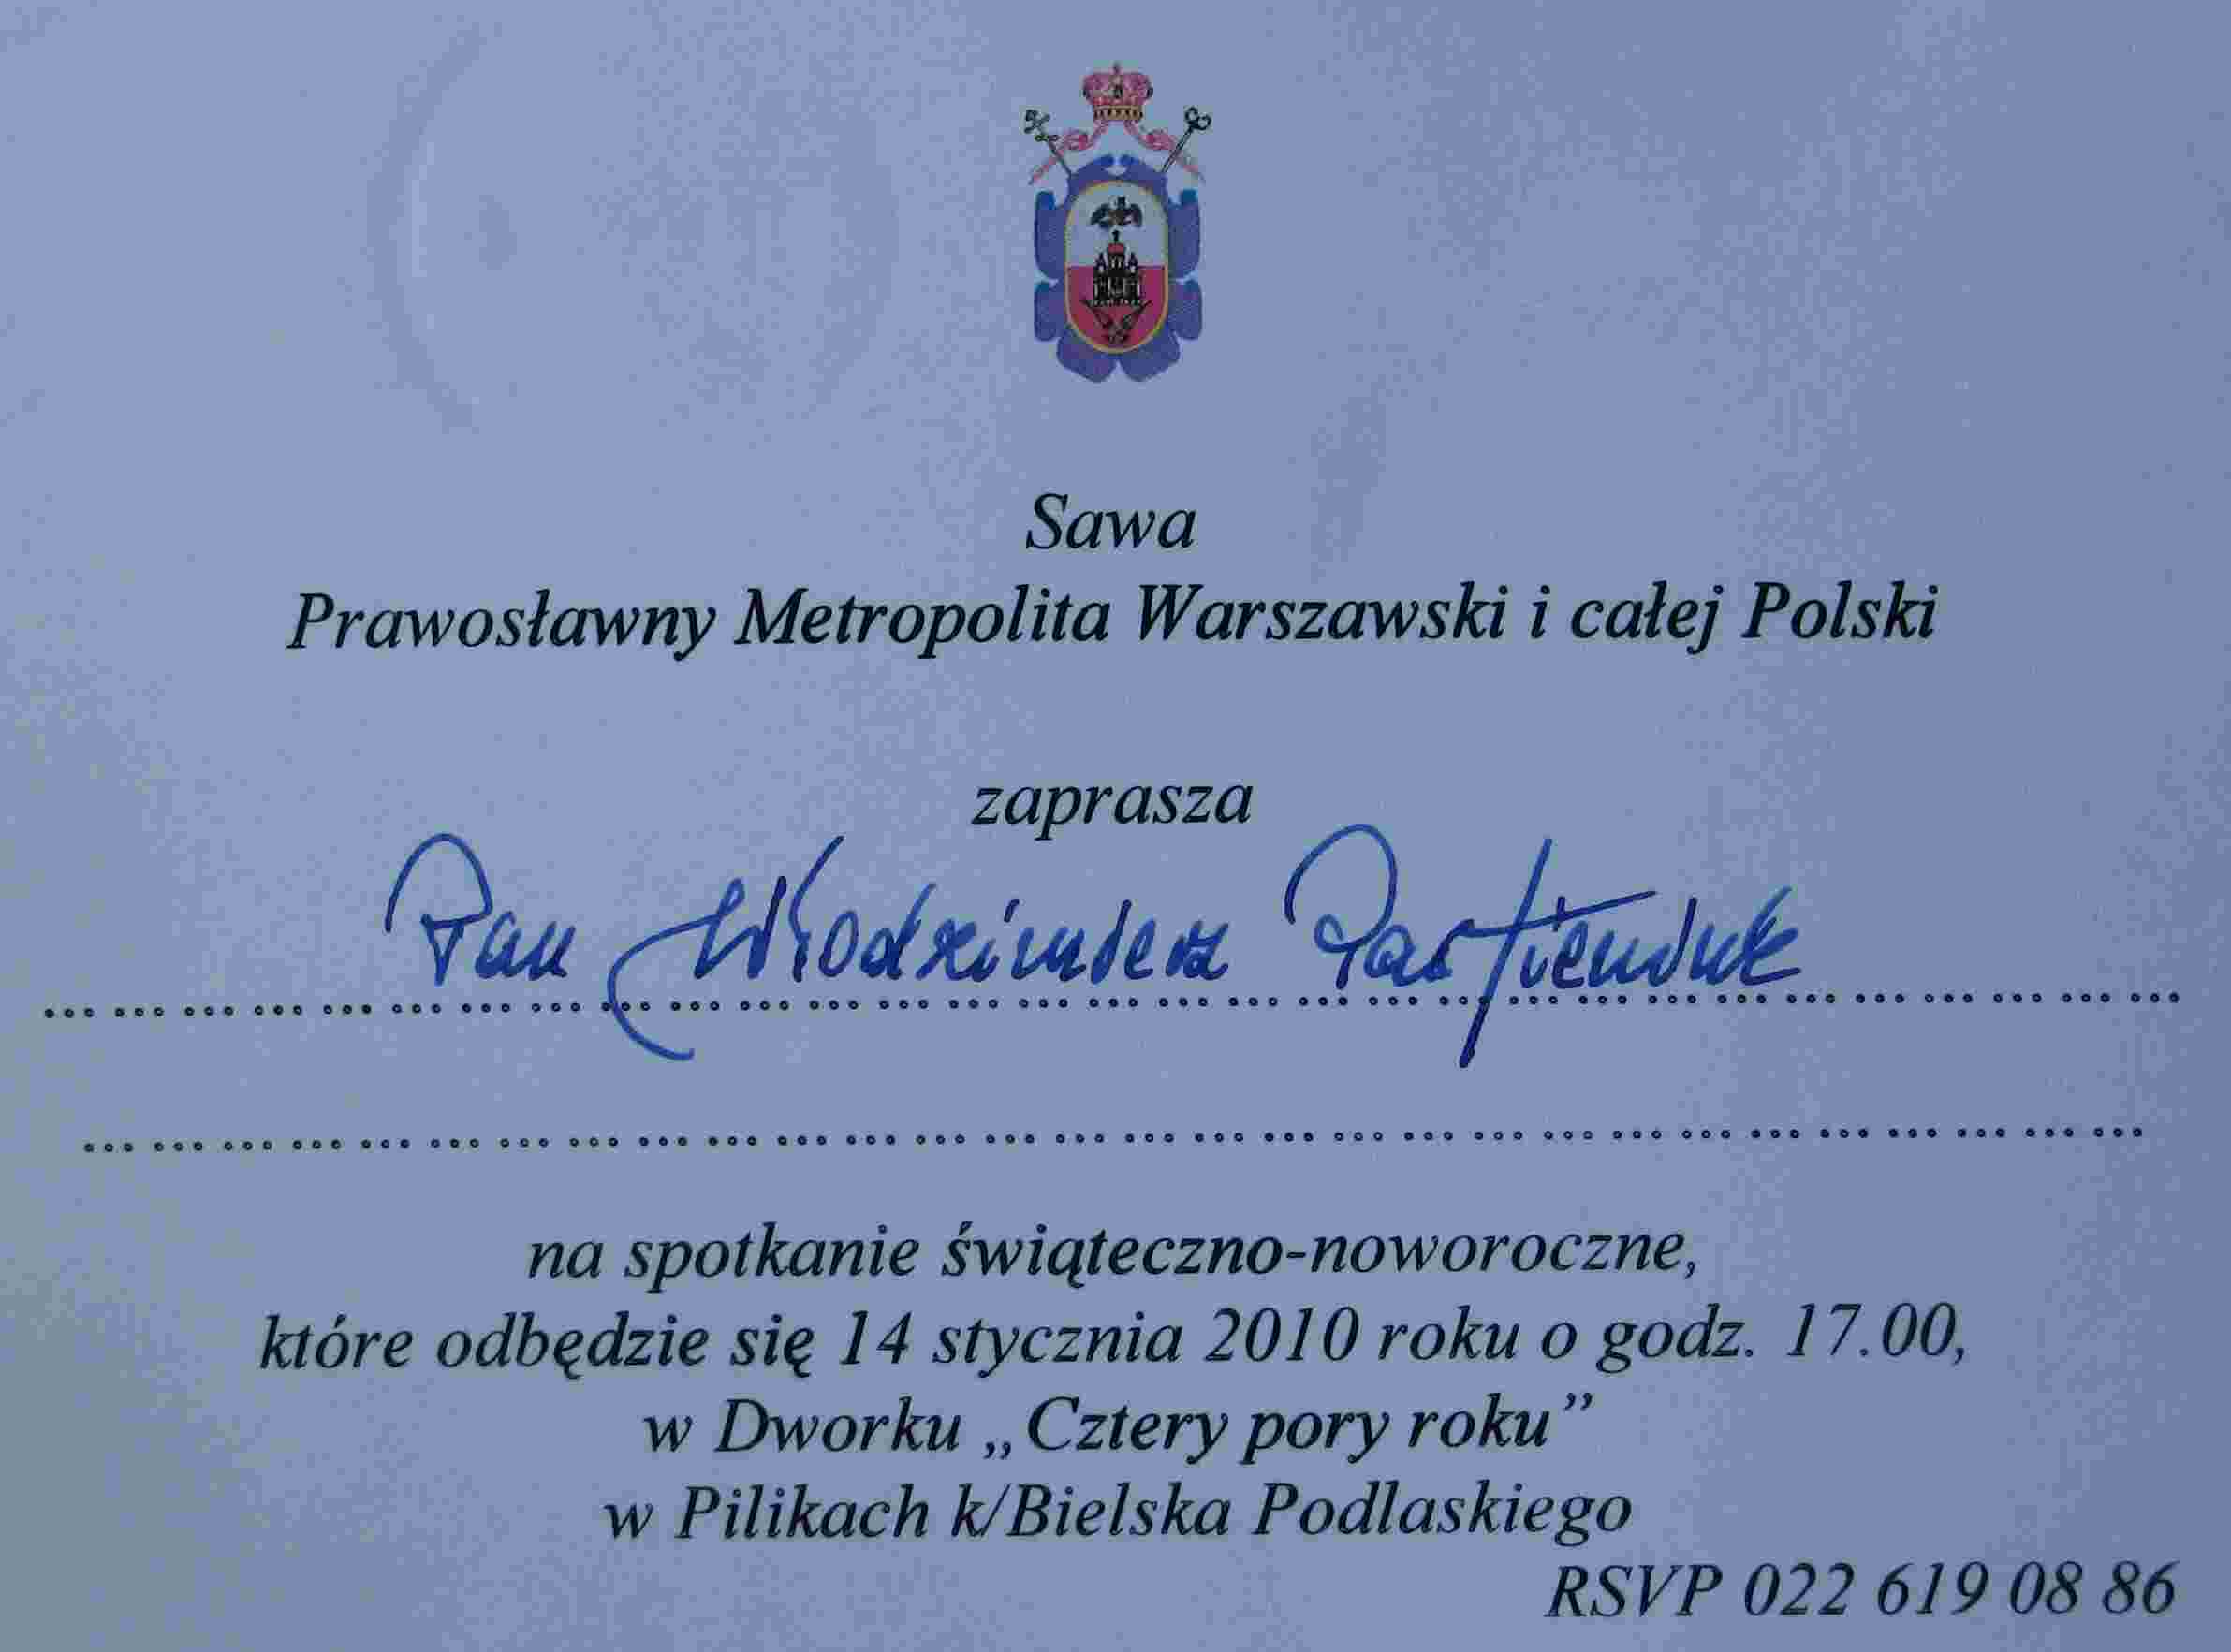 Sawa
Prawosławny Metropolita Warszawski i całej Polski
zaprasza
Pan Włodzimierz Parfieniuk
na spotkanie świąteczno-noworoczne,
które odbędzie się 14 stycznia 2010 roku o godz. 17.00,
w Dworku „Cztery pory roku”
w Pilikach k/Bielska Podlaskiego
RSVP 022 619 08 86